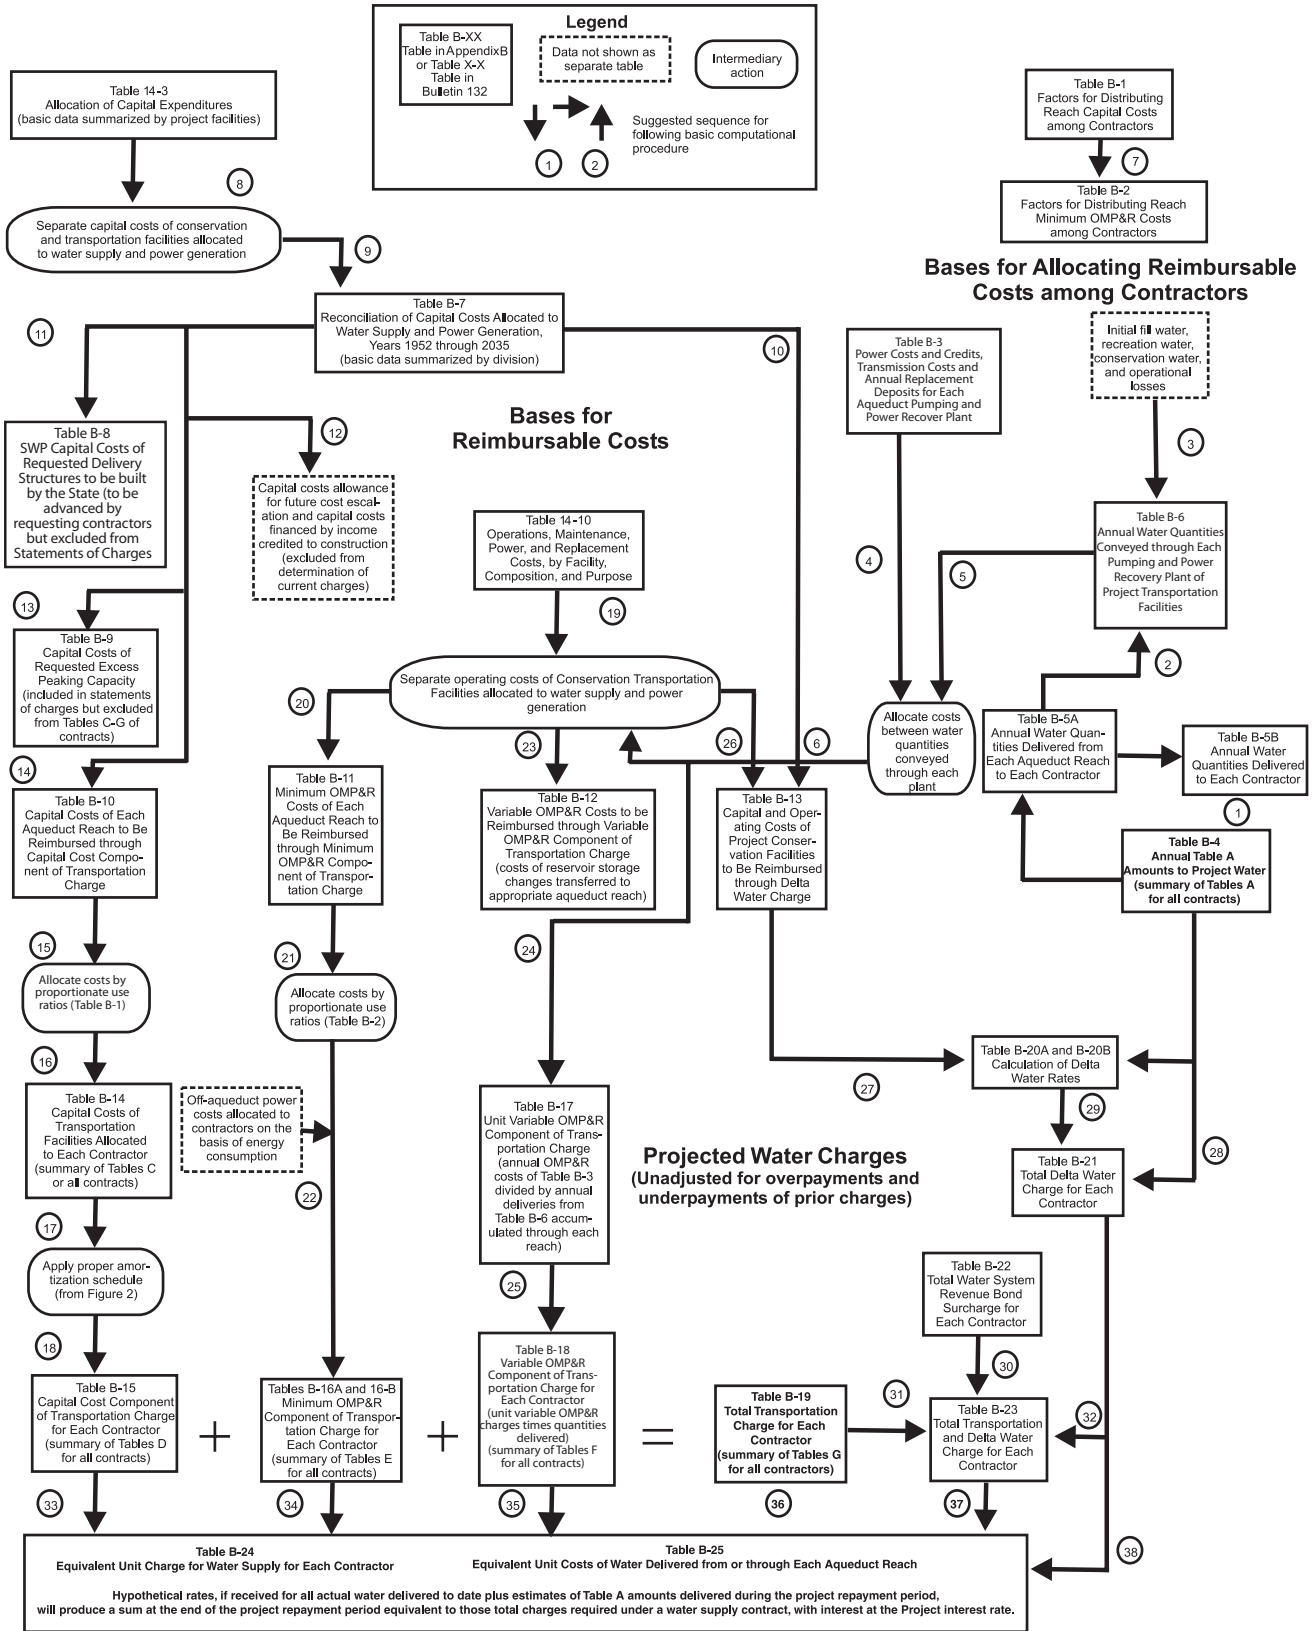 Legend
Table B-XX
Table in Appendix B
or Table X-X
Table in
Bulletin 132
Data not shown as
separate table
Intermediary
action
1
2
Suggested sequence for
following basic computational
procedure
Table 14-3
Allocation of Capital Expenditures
(basic data summarized by project facilities)
8
Separate capital costs of conservation
and transportation facilities allocated
to water supply and power generation
9
Table B-1
Factors for Distributing
Reach Capital Costs
among Contractors
7
Table B-2
Factors for Distributing Reach
Minimum OMP&R Costs
among Contractors
Bases for Allocating Reimbursable
Costs among Contractors
Table B-7
Reconciliation of Capital Costs Allocated to
Water Supply and Power Generation,
Years 1952 through 2035
(basic data summarized by division)
11
10
Table B-3
Power Costs and Credits,
Transmission Costs and
Annual Replacement
Deposits for Each
Aqueduct Pumping and
Power Recover Plant
Initial fill water,
recreation water,
conservation water,
and operational
losses
3
Bases for
Reimbursable Costs
Table B-8
SWP Capital Costs of
Requested Delivery
Structures to be built
by the State (to be
advanced by
requesting contractors
but excluded from
Statements of Charges
12
Capital costs allowance
for future cost escal-
ation and capital costs
financed by income
credited to construction
(excluded from
determination of
current charges)
Table 14-10
Operations, Maintenance,
Power, and Replacement
Costs, by Facility,
Composition, and Purpose
19
4
5
Table B-6
Annual Water Quantities
Conveyed through Each
Pumping and Power
Recovery Plant of
Project Transportation
Facilities
2
13
Table B-9
Capital Costs of
Requested Excess
Peaking Capacity
(included in statements
of charges but excluded
from Tables C-G of
contracts)
20
Separate operating costs of Conservation Transportation
Facilities allocated to water supply and power
generation
23
26
6
Allocate costs
between water
quantities
conveyed
through each
plant
Table B-5A
Annual Water Quan-
tities Delivered from
Each Aqueduct Reach
to Each Contractor
Table B-5B
Annual Water
Quantities Delivered
to Each Contractor
1
14
Table B-10
Capital Costs of Each
Aqueduct Reach to Be
Reimbursed through
Capital Cost Compo-
nent of Transportation
Charge
Table B-11
Minimum OMP&R
Costs of Each
Aqueduct Reach to
Be Reimbursed
through Minimum
OMP&R Compo-
nent of Transpor-
tation Charge
Table B-12
Variable OMP&R Costs to be
Reimbursed through Variable
OMP&R Component of
Transportation Charge
(costs of reservoir storage
changes transferred to
appropriate aqueduct reach)
Table B-13
Capital and Oper-
ating Costs of
Project Conser-
vation Facilities
to Be Reimbursed
through Delta
Water Charge
Table B-4
Annual Table A
Amounts to Project Water
(summary of Tables A
for all contracts)
15
Allocate costs by
proportionate use
ratios (Table B-1)
21
Allocate costs by
proportionate use
ratios (Table B-2)
24
16
Table B-14
Capital Costs of
Transportation
Facilities Allocated
to Each Contractor
(summary of Tables C
or all contracts)
Off-aqueduct power
costs allocated to
contractors on the
basis of energy
consumption
22
Table B-17
Unit Variable OMP&R
Component of Trans-
portation Charge
(annual OMP&R
costs of Table B-3
divided by annual
deliveries from
Table B-6 accum-
ulated through each
reach)
27
Table B-20A and B-20B
Calculation of Delta
Water Rates
29
28
Projected Water Charges
(Unadjusted for overpayments and
underpayments of prior charges)
Table B-21
Total Delta Water
Charge for Each
Contractor
17
Apply proper amor-
tization schedule
(from Figure 2)
18
25
Table B-22
Total Water System
Revenue Bond
Surcharge for
Each Contractor
30
Table B-15
Capital Cost Component
of Transportation Charge
for Each Contractor
(summary of Tables D
for all contracts)
+
Tables B-16A and 16-B
Minimum OMP&R
Component of Transpor-
tation Charge for
Each Contractor
(summary of Tables E
for all contracts)
+
Table B-18
Variable OMP&R
Component of Trans-
portation Charge for
Each Contractor
(unit variable OMP&R
charges times quantities
delivered)
(summary of Tables F
for all contracts)
=
Table B-19
Total Transportation
Charge for Each
Contractor
(summary of Tables G
for all contractors)
31
Table B-23
Total Transportation
and Delta Water
Charge for Each
Contractor
32
33
34
35
36
37
38
Table B-24
Equivalent Unit Charge for Water Supply for Each Contractor
Table B-25
Equivalent Unit Costs of Water Delivered from or through Each Aqueduct Reach
Hypothetical rates, if received for all actual water delivered to date plus estimates of Table A amounts delivered during the project repayment period,
will produce a sum at the end of the project repayment period equivalent to those total charges required under a water supply contract, with interest at the Project interest rate.